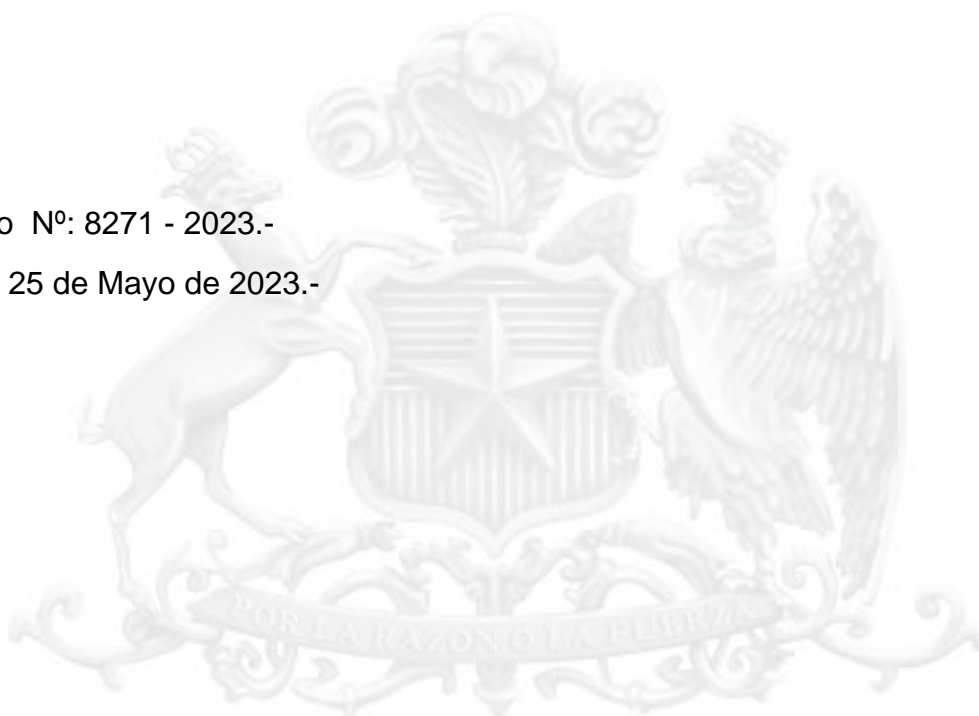 o Nº: 8271 - 2023.-
25 de Mayo de 2023.-
POR LA RAZON O LA FUERZA